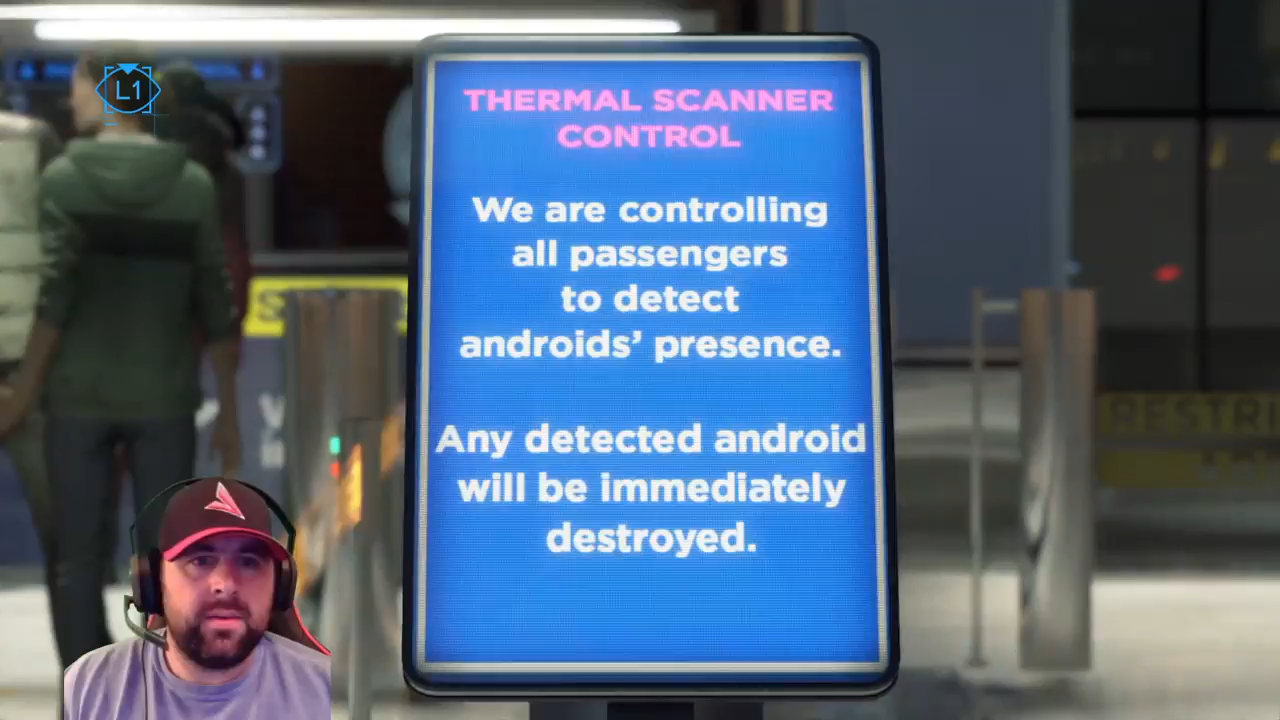 L1
THERMAL SCANNER
CONTROL
We are controlling
all passengers
to detect
androids’ presence.
Any detected android
will be immediately
destroyed.